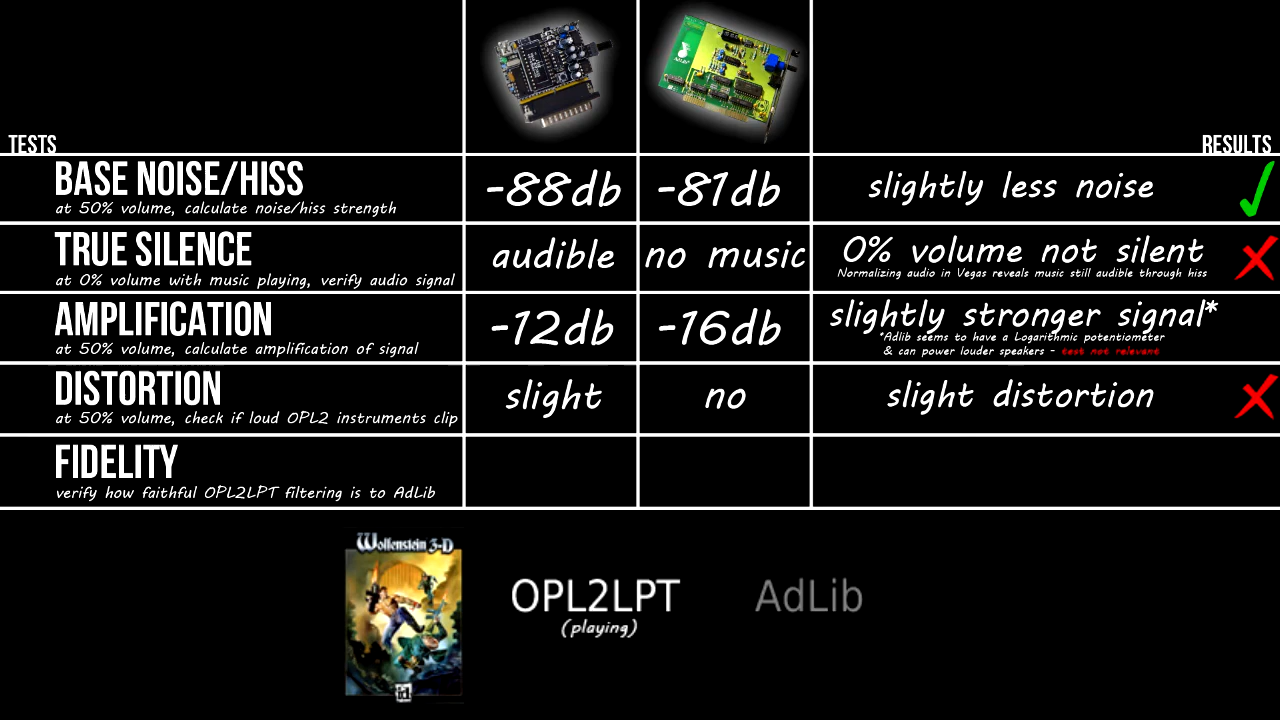 TESTS
RESULTS
BASE NOISE/HISS
at 50% volume, calculate noise/hiss strength
-88db
-81db
slightly less noise
TRUE SILENCE
at 0% volume with music playing, verify audio signal
audible
no music
0% volume not silent
Normalizing audio in Vegas reveals music still audible through hiss
AMPLIFICATION
at 50% volume, calculate amplification of signal
-12db
-16db
slightly stronger signal*
*Adlib seems to have a Logarithmic potentiometer
& can power louder speakers - test not relevant
DISTORTION
at 50% volume, check if loud OPL2 instruments clip
slight
no
slight distortion
FIDELITY
verify how faithful OPL2LPT filtering is to AdLib
Wolfenstein 3-D
id
OPL2LPT
(playing)
AdLib